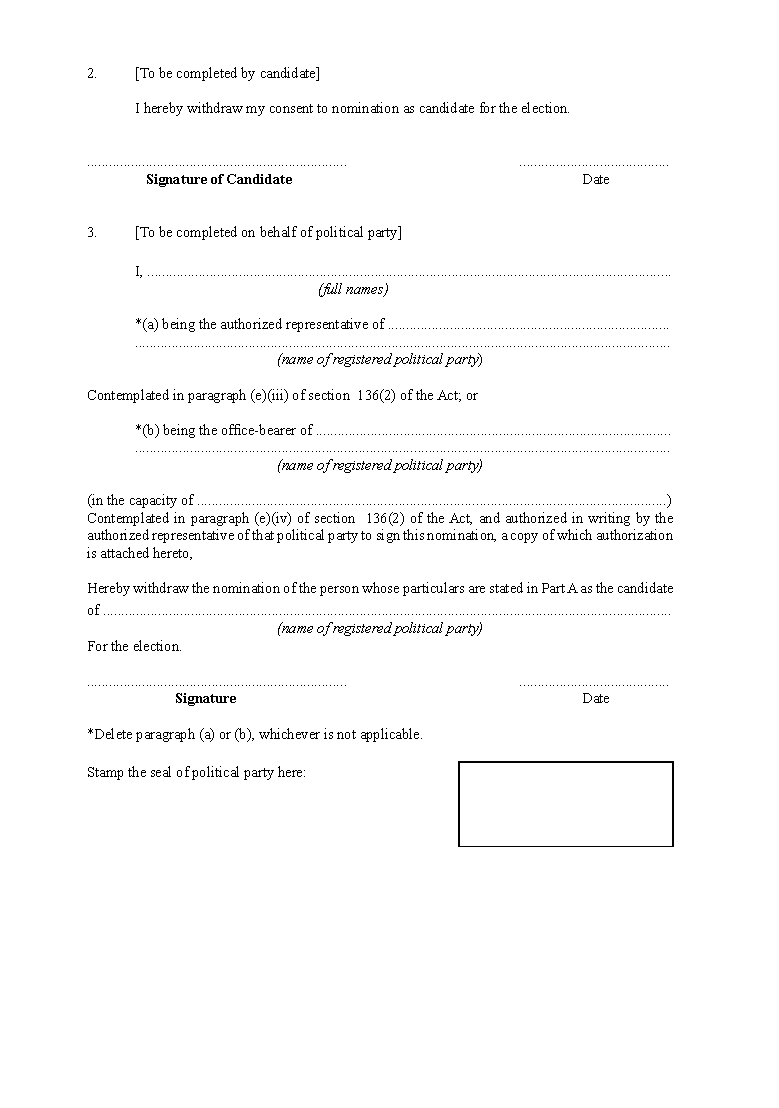 2. [To be completed by candidate]
I hereby withdraw my consent to nomination as candidate for the election.
.......................................................................  .........................................
Signature of Candidate Date
3. [To be completed on behalf of political party]
I, ...............................................................................................................................................
(full names)
*(a) being the authorized representative of .............................................................................
..................................................................................................................................................
(name of registered political party)
Contemplated in paragraph (e)(iii) of section 136(2) of the Act; or
*(b) being the office-bearer of .................................................................................................
..................................................................................................................................................
(name of registered political party)
(in the capacity of ................................................................................................................................)
Contemplated in paragraph (e)(iv) of section 136(2) of the Act, and authorized in writing by the
authorized representative of that political party to sign this nomination, a copy of which authorization
is attached hereto,
Hereby withdraw the nomination of the person whose particulars are stated in Part A as the candidate
of ...........................................................................................................................................................
(name of registered political party)
For the election.
.......................................................................  .........................................
Signature Date
*Delete paragraph (a) or (b), whichever is not applicable.
Stamp the seal of political party here: